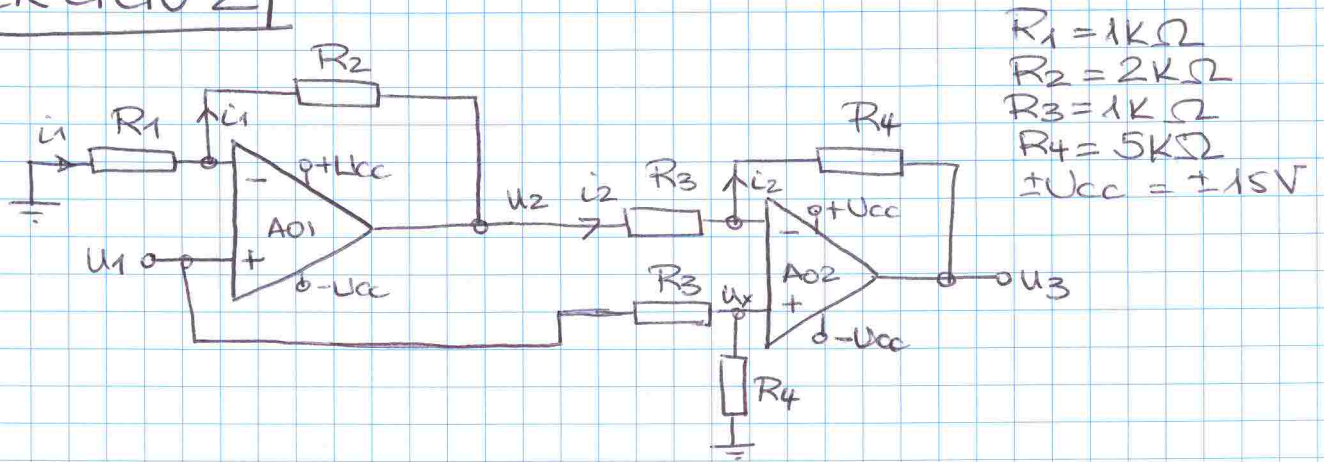 R1 = 1KΩ
R2 = 2KΩ
R3 = 1KΩ
R4 = 5KΩ
±Ucc = ±15V
R2
i1
R1
i1
+Ucc
-
AO1
+
U1
-Ucc
U2
i2
R3
i2
R4
+Ucc
-
AO2
+
U3
R3
Ux
-Ucc
R4